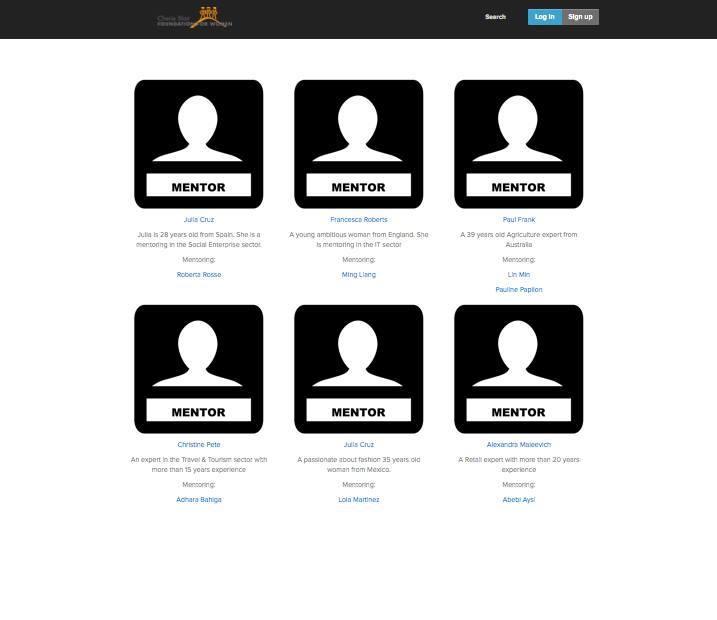 Cherie Blair
FOUNDATION FOR WOMEN
Search
Log in
Sign up
MENTOR
MENTOR
MENTOR
Julia Cruz
Julia is 28 years old from Spain. She is a
mentoring in the Social Enterprise sector.
Mentoring:
Roberta Rosse
Francesca Roberts
A young ambitious woman from England. She
is mentoring in the IT sector
Mentoring:
Ming Liang
Paul Frank
A 39 years old Agriculture expert from
Australia
Mentoring:
Lin Min
Pauline Papilon
MENTOR
MENTOR
MENTOR
Christine Pete
An expert in the Travel & Tourism sector with
more than 15 years experience
Mentoring:
Adhara Bahiga
Julia Cruz
A passionate about fashion 35 years old
woman from Mexico.
Mentoring:
Lola Martinez
Alexandra Maleevich
A Retail expert with more than 20 years
experience
Mentoring:
Abebi Aysi